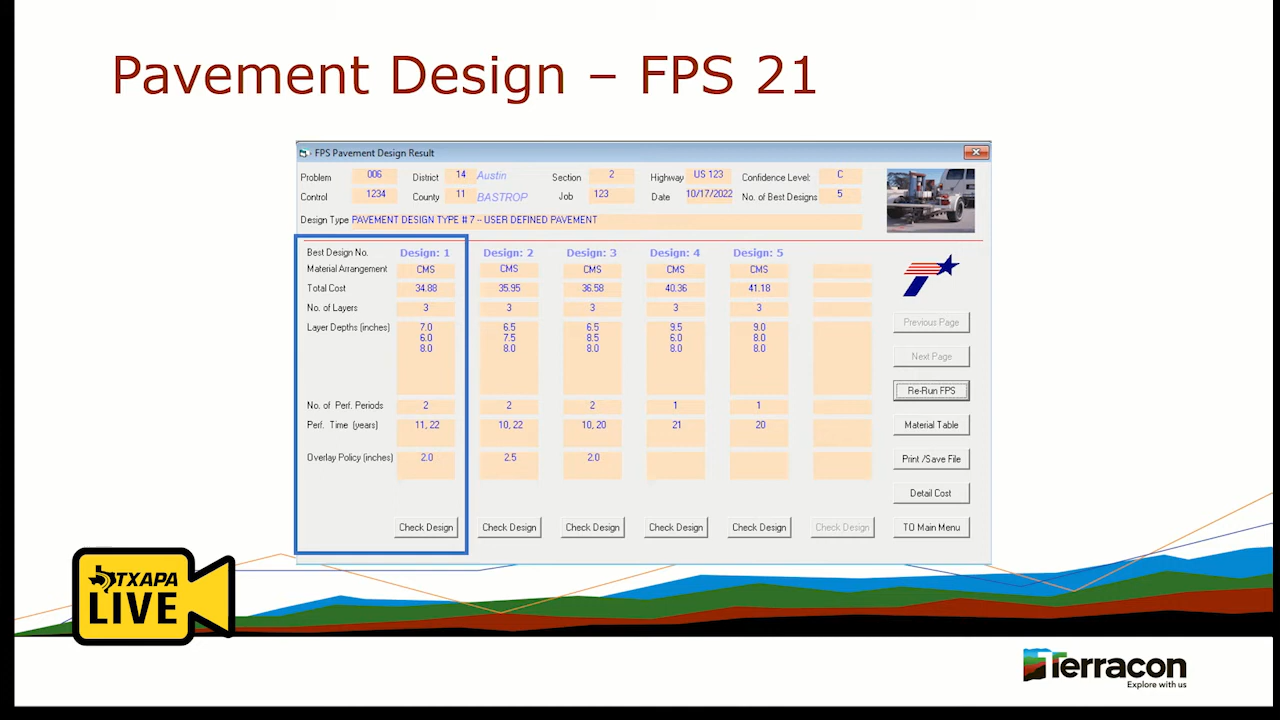 Pavement Design – FPS 21
FPS Pavement Design Result
Problem 006 District 14 Austin Section 2 Highway US 123 Confidence Level: C
Control 1234 County 11 BASTROP Job 123 Date 10/17/2022 No. of Best Designs 5
Design Type PAVEMENT DESIGN TYPE # 7 -- USER DEFINED PAVEMENT
Best Design No. Design: 1 Design: 2 Design: 3 Design: 4 Design: 5
Material Arrangement CMS CMS CMS CMS CMS
Total Cost 34.88 35.95 36.58 40.36 41.18
No. of Layers 3 3 3 3 3
Layer Depths (inches) 7.0 6.5 6.5 9.5 9.0
6.0 7.5 8.5 6.0 8.0
8.0 8.0 8.0 8.0 8.0
No. of Perf. Periods 2 2 2 1 1
Perf. Time (years) 11, 22 10, 22 10, 20 21 20
Overlay Policy (inches) 2.0 2.5 2.0
Check Design Check Design Check Design Check Design Check Design Check Design
Previous Page
Next Page
Re-Run FPS
Material Table
Print /Save File
Detail Cost
TO Main Menu
TXAPA
LIVE
Terracon
Explore with us